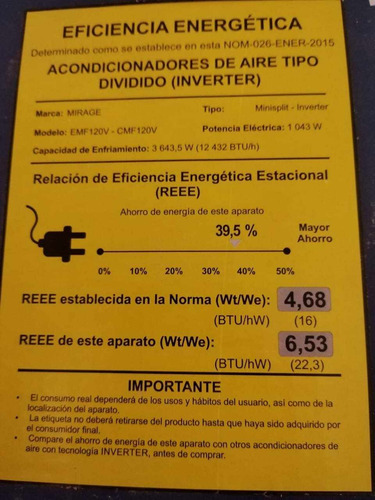 EFICIENCIA ENERGÉTICA
Determinado como se establece en esta NOM-026-ENER-2015
ACONDICIONADORES DE AIRE TIPO
DIVIDIDO (INVERTER)
Marca: MIRAGE Tipo: Minisplit - Inverter
Modelo: EMF120V - CMF120V Potencia Eléctrica: 1 043 W
Capacidad de Enfriamiento: 3 643,5 W (12 432 BTU/h)
Relación de Eficiencia Energética Estacional
(REEE)
Ahorro de energía de este aparato
39,5 % Mayor
Ahorro
0% 10% 20% 30% 40% 50%
REEE establecida en la Norma (Wt/We): 4,68
(BTU/hW) (16)
REEE de este aparato (Wt/We): 6,53
(BTU/hW) (22,3)
IMPORTANTE
• El consumo real dependerá de los usos y hábitos del usuario, así como de la
localización del aparato.
• La etiqueta no deberá retirarse del producto hasta que haya sido adquirido por
el consumidor final.
• Compare el ahorro de energía de este aparato con otros acondicionadores de
aire con tecnología INVERTER, antes de comprar.